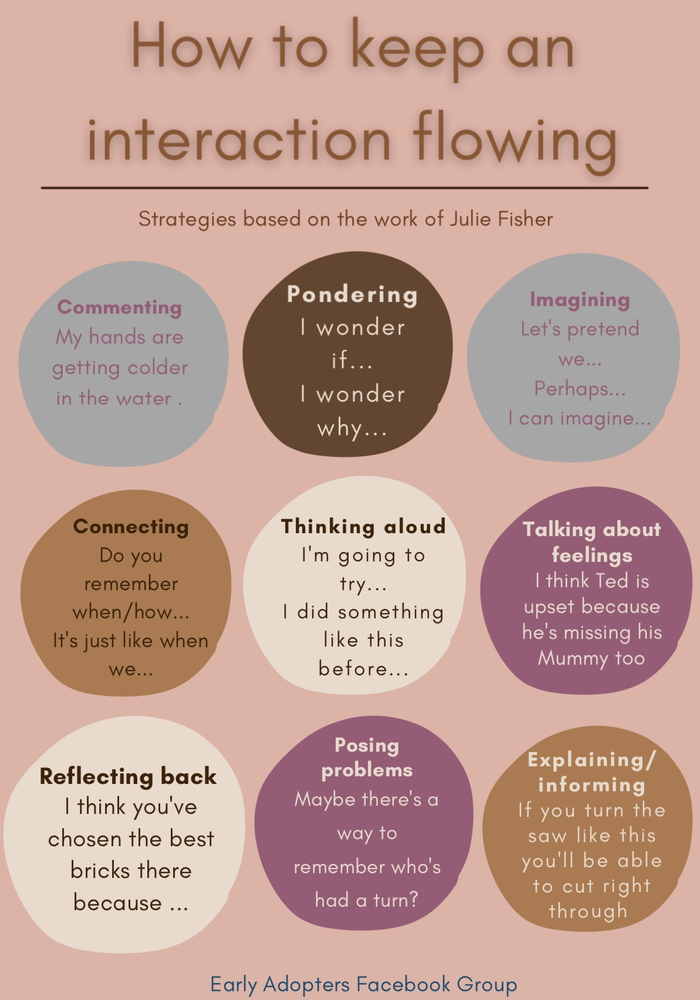 How to keep an
interaction flowing
Strategies based on the work of Julie Fisher
Commenting
My hands are
getting colder
in the water .
Pondering
I wonder
if...
I wonder
why...
Imagining
Let's pretend
we...
Perhaps...
I can imagine...
Connecting
Do you
remember
when/how...
It's just like when
we...
Thinking aloud
I'm going to
try...
I did something
like this
before...
Talking about
feelings
I think Ted is
upset because
he's missing his
Mummy too
Reflecting back
I think you've
chosen the best
bricks there
because ...
Posing
problems
Maybe there's a
way to
remember who's
had a turn?
Explaining/
informing
If you turn the
saw like this
you'll be able
to cut right
through
Early Adopters Facebook Group